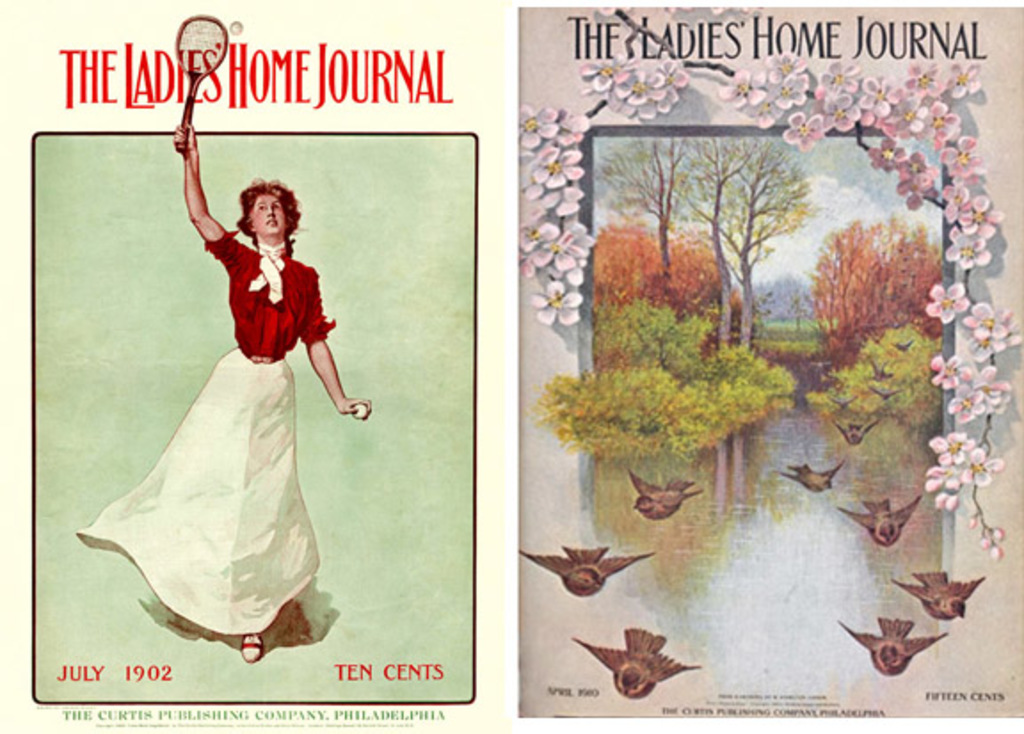 THE LADIES' HOME JOURNAL
JULY 1902
TEN CENTS
THE CURTIS PUBLISHING COMPANY, PHILADELPHIA
THE LADIES' HOME JOURNAL
APRIL 1910
FIFTEEN CENTS
THE CURTIS PUBLISHING COMPANY, PHILADELPHIA